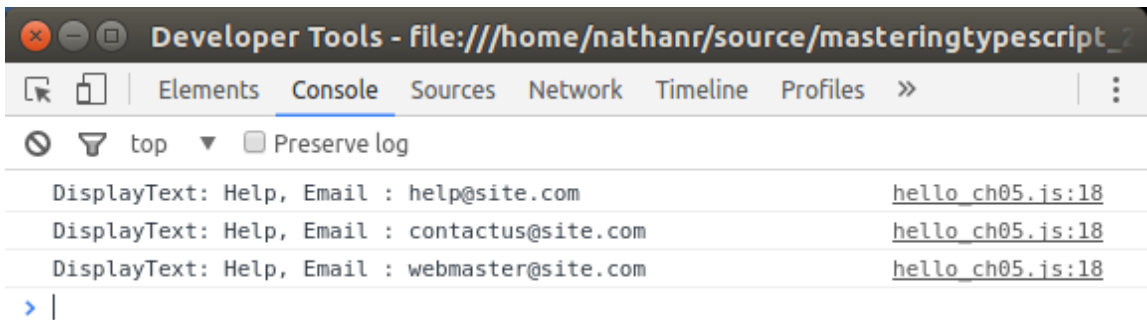 Developer Tools - file:///home/nathanr/source/masteringtypescript_2
Elements Console Sources Network Timeline Profiles »
top ▼ Preserve log
DisplayText: Help, Email : help@site.com hello_ch05.js:18
DisplayText: Help, Email : contactus@site.com hello_ch05.js:18
DisplayText: Help, Email : webmaster@site.com hello_ch05.js:18
>